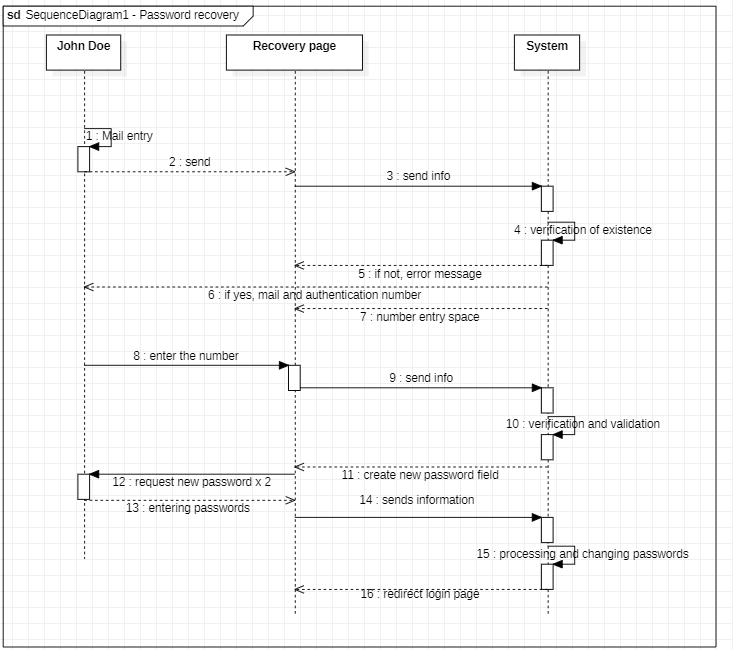 sd SequenceDiagram1 - Password recovery
John Doe
Recovery page
System
1 : Mail entry
2 : send
3 : send info
4 : verification of existence
5 : if not, error message
6 : if yes, mail and authentication number
7 : number entry space
8 : enter the number
9 : send info
10 : verification and validation
11 : create new password field
12 : request new password x 2
13 : entering passwords
14 : sends information
15 : processing and changing passwords
16 : redirect login page